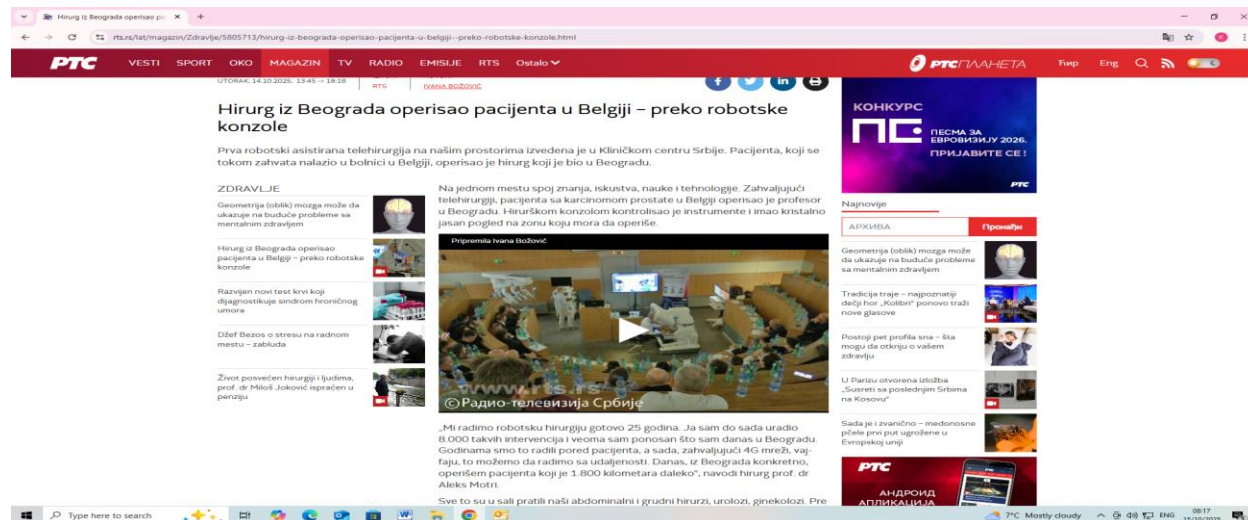 Hirurg iz Beograda operisao pa
rts.rs/lat/magazin/Zdravlje/5805713/hirurg-iz-beograda-operisao-pacijenta-u-belgiji--preko-robotske-konzole.html
РТС VESTI SPORT OKO MAGAZIN TV RADIO EMISIJE RTS Ostalo РТС ПЛАНЕТА Ћир Eng
UTORAK, 14.10.2025, 13:45 -> 18:18
RTS
IVANA BOŽOVIĆ
Hirurg iz Beograda operisao pacijenta u Belgiji – preko robotske
konzole
Prva robotski asistirana telehirurgija na našim prostorima izvedena je u Kliničkom centru Srbije. Pacijenta, koji se
tokom zahvata nalazio u bolnici u Belgiji, operisao je hirurg koji je bio u Beogradu.
ZDRAVLJE
Geometrija (oblik) mozga može da
ukazuje na buduće probleme sa
mentalnim zdravljem
Hirurg iz Beograda operisao
pacijenta u Belgiji – preko robotske
konzole
Razvijen novi test krvi koji
dijagnostikuje sindrom hroničnog
umora
Džef Bezos o stresu na radnom
mestu – zabluda
Život posvećen hirurgiji i ljudima,
prof. dr Miloš Joković ispraćen u
penziju
Na jednom mestu spoj znanja, iskustva, nauke i tehnologije. Zahvaljujući
telehirurgiji, pacijenta sa karcinomom prostate u Belgiji operisao je profesor
u Beogradu. Hirurškom konzolom kontrolisao je instrumente i imao kristalno
jasan pogled na zonu koju mora da operiše.
Pripremila Ivana Božović
www.rts.rs
©Радио-телевизија Србије
„Mi radimo robotsku hirurgiju gotovo 25 godina. Ja sam do sada uradio
8.000 takvih intervencija i veoma sam ponosan što sam danas u Beogradu.
Godinama smo to radili pored pacijenta, a sada, zahvaljujući 4G mreži, vaj-
faju, to možemo da radimo sa udaljenosti. Danas, iz Beograda konkretno,
operišem pacijenta koji je 1.800 kilometara daleko“, navodi hirurg prof. dr
Aleks Motri.
Sve to su u sali pratili naši abdominalni i grudni hirurzi, urolozi, ginekolozi. Pre
КОНКУРС
ПЕСМА ЗА
ЕВРОВИЗИЈУ 2026.
ПРИЈАВИТЕ СЕ!
РТС
Najnovije
АРХИВА Пронађи
Geometrija (oblik) mozga može
da ukazuje na buduće probleme
sa mentalnim zdravljem
Tradicija traje – najpoznatiji
dečji hor „Kolibri“ ponovo traži
nove glasove
Postoji pet profila sna – šta
mogu da otkriju o vašem
zdravlju
U Parizu otvorena izložba
„Susreti sa poslednjim Srbima
na Kosovu“
Sada je i zvanično – medonosne
pčele prvi put ugrožene u
Evropskoj uniji
РТС
АНДРОИД
АПЛИКАЦИЈА
Type here to search
7°C Mostly cloudy
ENG
08:17
15/10/2025